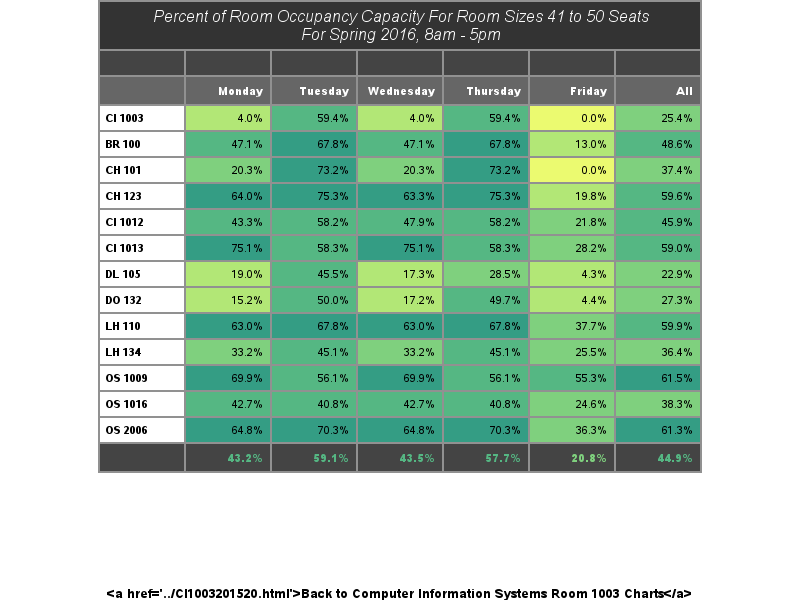 Percent of Room Occupancy Capacity For Room Sizes 41 to 50 Seats
For Spring 2016, 8am - 5pm
Monday Tuesday Wednesday Thursday Friday All
CI 1003 4.0% 59.4% 4.0% 59.4% 0.0% 25.4%
BR 100 47.1% 67.8% 47.1% 67.8% 13.0% 48.6%
CH 101 20.3% 73.2% 20.3% 73.2% 0.0% 37.4%
CH 123 64.0% 75.3% 63.3% 75.3% 19.8% 59.6%
CI 1012 43.3% 58.2% 47.9% 58.2% 21.8% 45.9%
CI 1013 75.1% 58.3% 75.1% 58.3% 28.2% 59.0%
DL 105 19.0% 45.5% 17.3% 28.5% 4.3% 22.9%
DO 132 15.2% 50.0% 17.2% 49.7% 4.4% 27.3%
LH 110 63.0% 67.8% 63.0% 67.8% 37.7% 59.9%
LH 134 33.2% 45.1% 33.2% 45.1% 25.5% 36.4%
OS 1009 69.9% 56.1% 69.9% 56.1% 55.3% 61.5%
OS 1016 42.7% 40.8% 42.7% 40.8% 24.6% 38.3%
OS 2006 64.8% 70.3% 64.8% 70.3% 36.3% 61.3%
43.2% 59.1% 43.5% 57.7% 20.8% 44.9%
<a href='../CI1003201520.html'>Back to Computer Information Systems Room 1003 Charts</a>